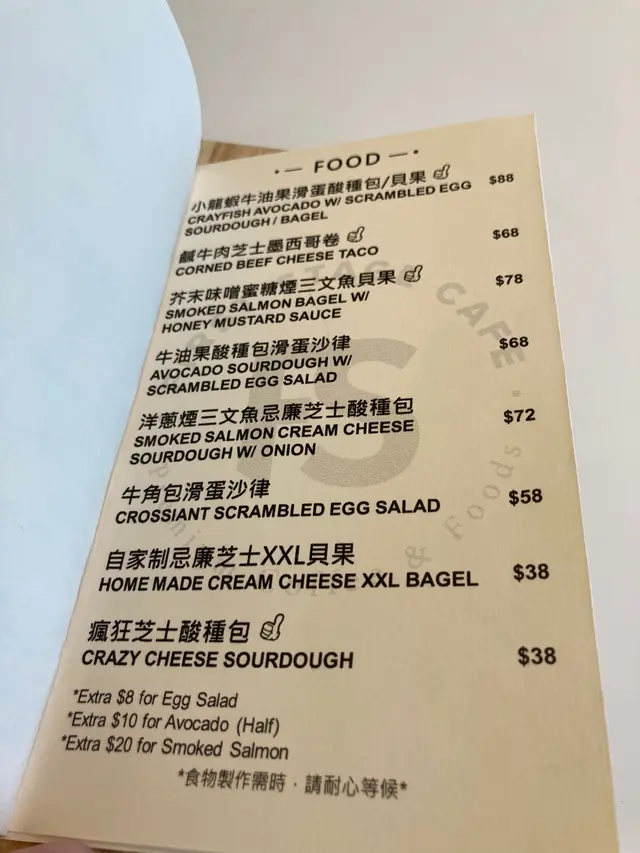 FOOD
小龍蝦牛油果滑蛋酸種包/貝果 $88
CRAYFISH AVOCADO W/ SCRAMBLED EGG
SOURDOUGH / BAGEL
鹹牛肉芝士墨西哥卷 $68
CORNED BEEF CHEESE TACO
芥末味噌蜜糖煙三文魚貝果 $78
SMOKED SALMON BAGEL W/
HONEY MUSTARD SAUCE
牛油果酸種包滑蛋沙律 $68
AVOCADO SOURDOUGH W/
SCRAMBLED EGG SALAD
洋蔥煙三文魚忌廉芝士酸種包 $72
SMOKED SALMON CREAM CHEESE
SOURDOUGH W/ ONION
牛角包滑蛋沙律 $58
CROSSIANT SCRAMBLED EGG SALAD
自家制忌廉芝士XXL貝果 $38
HOME MADE CREAM CHEESE XXL BAGEL
瘋狂芝士酸種包 $38
CRAZY CHEESE SOURDOUGH
*Extra $8 for Egg Salad
*Extra $10 for Avocado (Half)
*Extra $20 for Smoked Salmon
*食物製作需時，請耐心等候*
CAFE
FS
& Foods